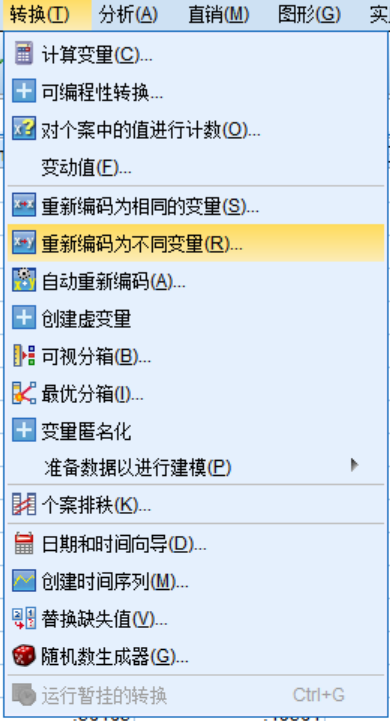 转换(T) 分析(A) 直销(M) 图形(G) 实
计算变量(C)...
可编程性转换...
对个案中的值进行计数(O)...
变动值(F)...
重新编码为相同的变量(S)...
重新编码为不同变量(R)...
自动重新编码(A)...
创建虚变量
可视分箱(B)...
最优分箱(I)...
变量匿名化
准备数据以进行建模(P)
个案排秩(K)...
日期和时间向导(D)...
创建时间序列(M)...
替换缺失值(V)...
随机数生成器(G)...
运行暂挂的转换 Ctrl+G